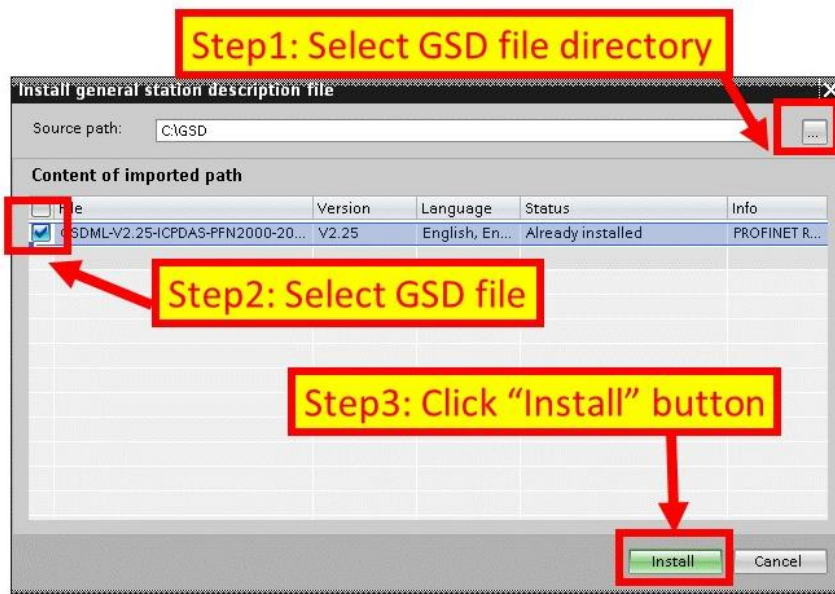 Step1: Select GSD file directory
Install general station description file
Source path: C:\GSD ...
Content of imported path
File Version Language Status Info
GSDML-V2.25-ICPDAS-PFN2000-20... V2.25 English, En... Already installed PROFINET R...
Step2: Select GSD file
Step3: Click “Install” button
Install Cancel